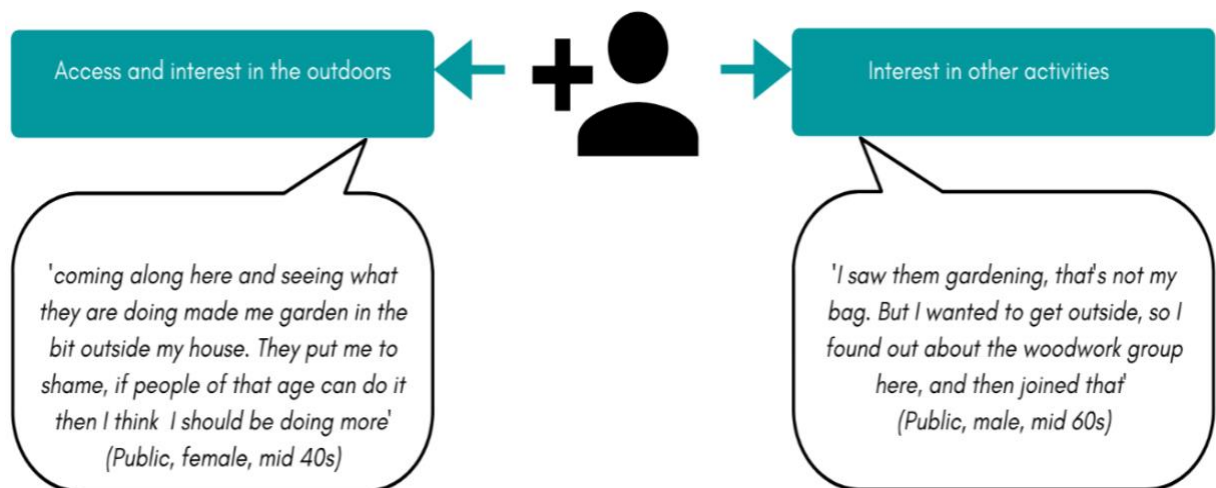 Access and interest in the outdoors
Interest in other activities
'coming along here and seeing what
they are doing made me garden in the
bit outside my house. They put me to
shame, if people of that age can do it
then I think I should be doing more'
(Public, female, mid 40s)
'I saw them gardening, that's not my
bag. But I wanted to get outside, so I
found out about the woodwork group
here, and then joined that'
(Public, male, mid 60s)